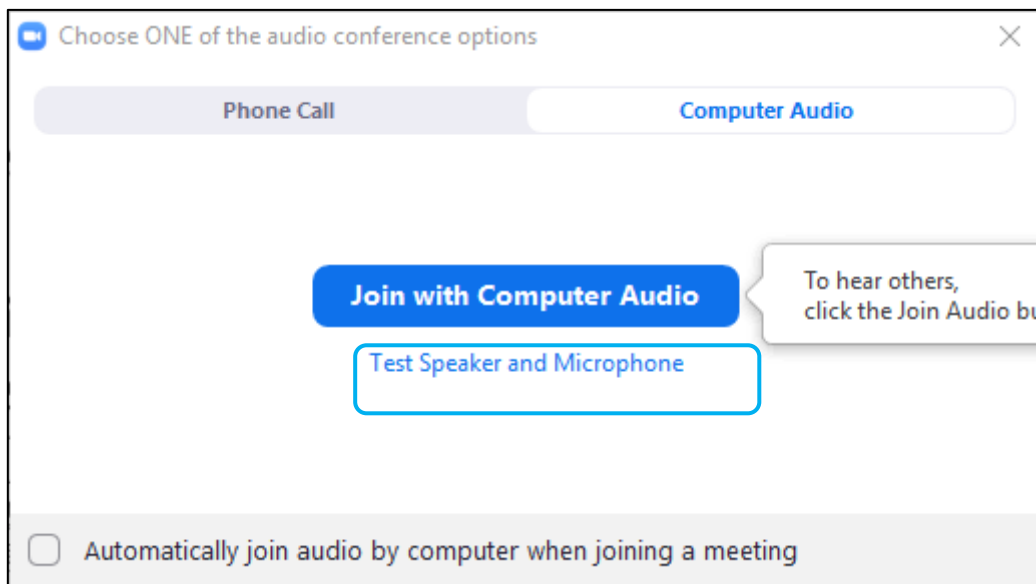 Choose ONE of the audio conference options
Phone Call
Computer Audio
Join with Computer Audio
To hear others,
click the Join Audio
Test Speaker and Microphone
Automatically join audio by computer when joining a meeting